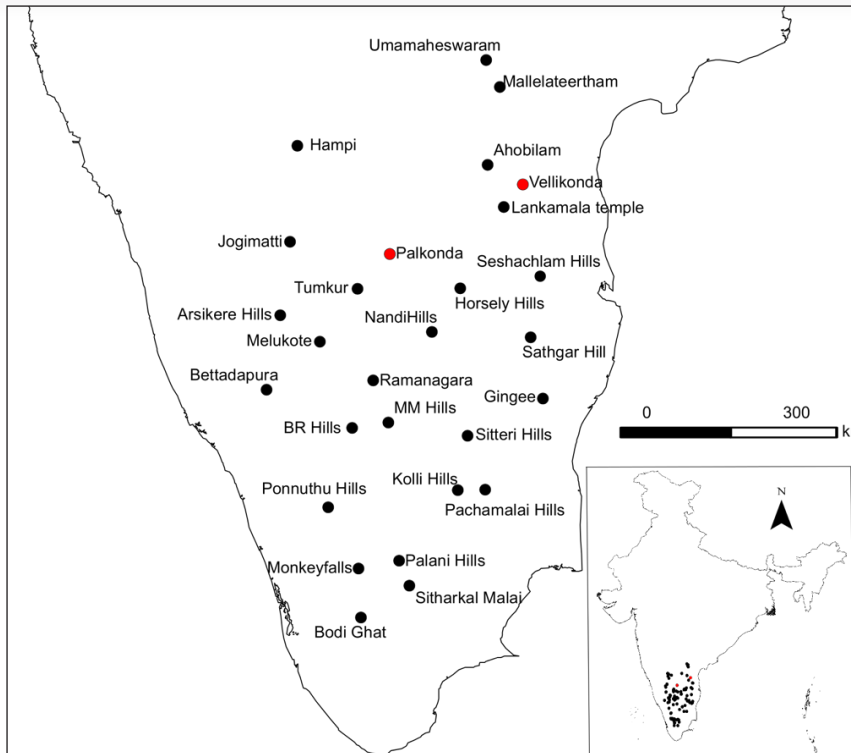 Umamaheswaram
Mallelateertham
Hampi
Ahobilam
Vellikonda
Lankamala temple
Jogimatti
Palkonda
Seshachlam Hills
Tumkur
Horsely Hills
Arsikere Hills
NandiHills
Melukote
Sathgar Hill
Bettadapura
Ramanagara
Gingee
MM Hills
BR Hills
Sitteri Hills
0 300
k
Kolli Hills
Ponnuthu Hills
Pachamalai Hills
N
Palani Hills
Monkeyfalls
Sitharkal Malai
Bodi Ghat